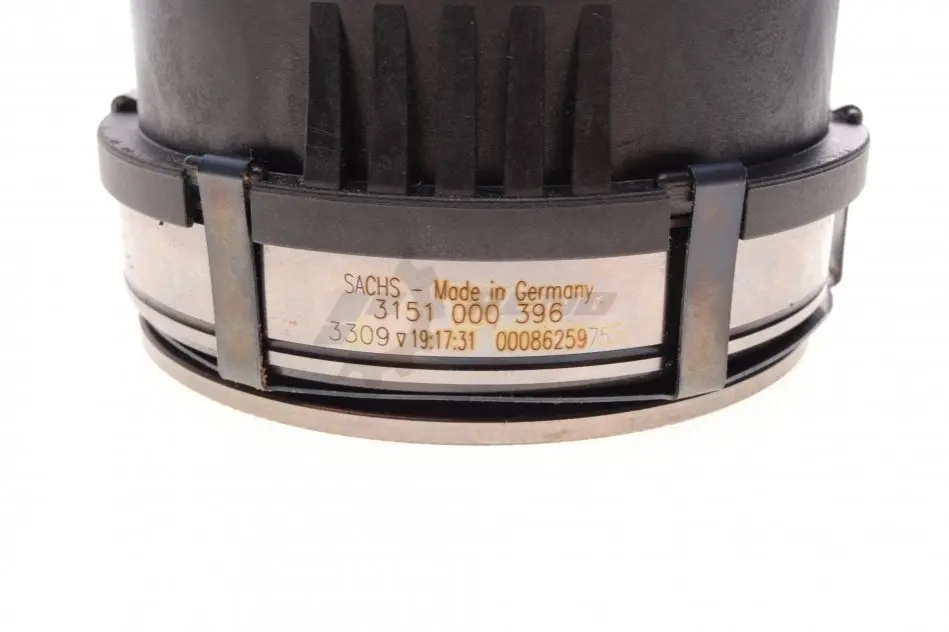 SACHS - Made in Germany
3151 000 396
3309 ▽19:17:31 0008625975